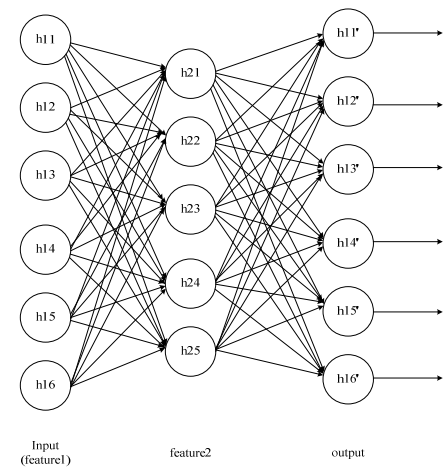 h11
h12
h13
h14
h15
h16
h21
h22
h23
h24
h25
h11'
h12'
h13'
h14'
h15'
h16'
Input
(feature1)
feature2
output